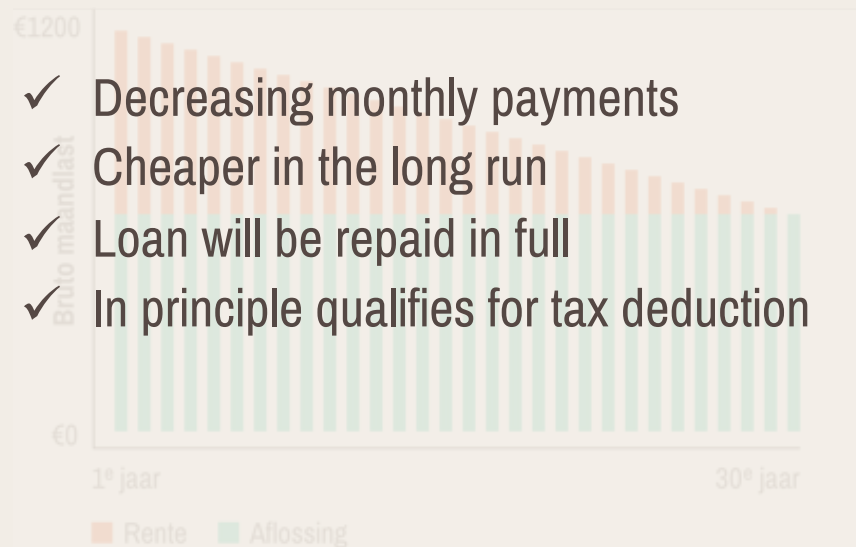 €1200
✓ Decreasing monthly payments
✓ Cheaper in the long run
✓ Loan will be repaid in full
✓ In principle qualifies for tax deduction
Bruto maandlast
€0
1e jaar 30e jaar
Rente Aflossing